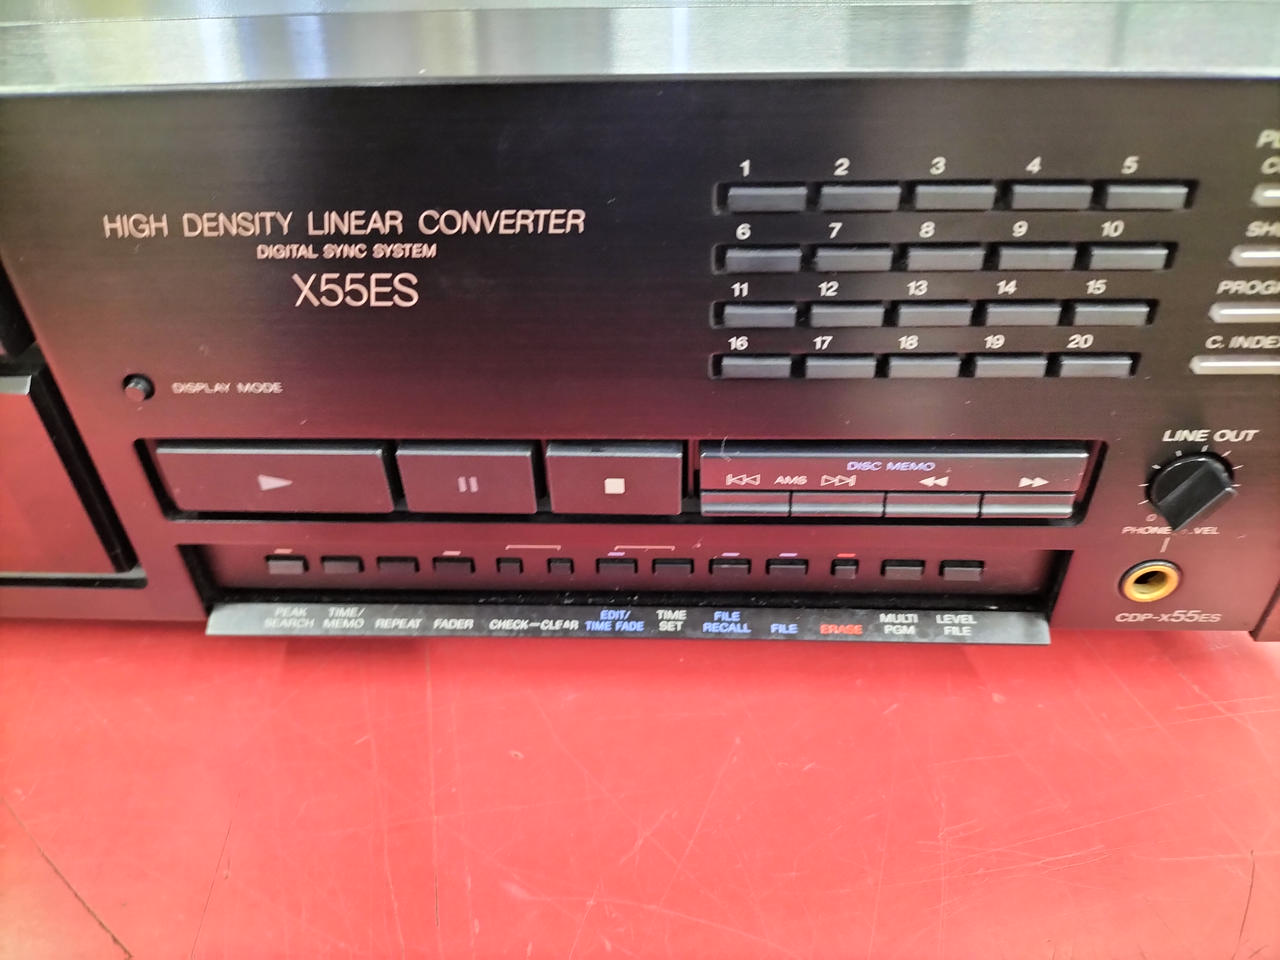 HIGH DENSITY LINEAR CONVERTER
DIGITAL SYNC SYSTEM
X55ES
DISPLAY MODE
1 2 3 4 5
6 7 8 9 10
11 12 13 14 15
16 17 18 19 20
C. INDEX
DISC MEMO
AMS
LINE OUT
0
PHONE
CDP-X55ES
PEAK SEARCH
TIME/ MEMO
REPEAT
FADER
CHECK—CLEAR
EDIT/ TIME FADE
TIME SET
FILE RECALL
FILE
ERASE
MULTI PGM
LEVEL FILE